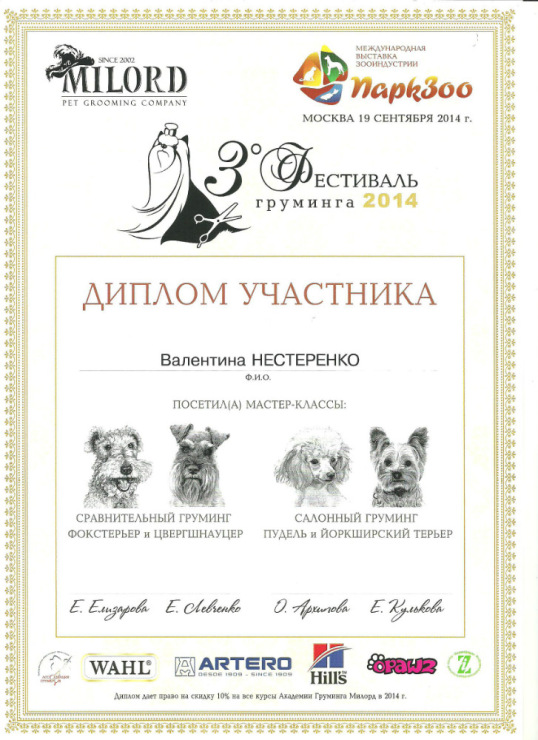 SINCE 2002
MILORD
PET GROOMING COMPANY
МЕЖДУНАРОДНАЯ
ВЫСТАВКА
ЗООИНДУСТРИИ
ПаркЗоо
МОСКВА 19 СЕНТЯБРЯ 2014 г.
3° ФЕСТИВАЛЬ
груминга 2014
ДИПЛОМ УЧАСТНИКА
Валентина НЕСТЕРЕНКО
Ф.И.О.
ПОСЕТИЛ(А) МАСТЕР-КЛАССЫ:
СРАВНИТЕЛЬНЫЙ ГРУМИНГ
ФОКСТЕРЬЕР и ЦВЕРГШНАУЦЕР
САЛОННЫЙ ГРУМИНГ
ПУДЕЛЬ и ЙОРКШИРСКИЙ ТЕРЬЕР
Е. Елизарова Е. Левченко О. Архипова Е. Кулькова
WAHL®
ARTERO
DESDE 1909 - SINCE 1909
Hill's
PAWZ
Диплом дает право на скидку 10% на все курсы Академии Груминга Милорд в 2014 г.